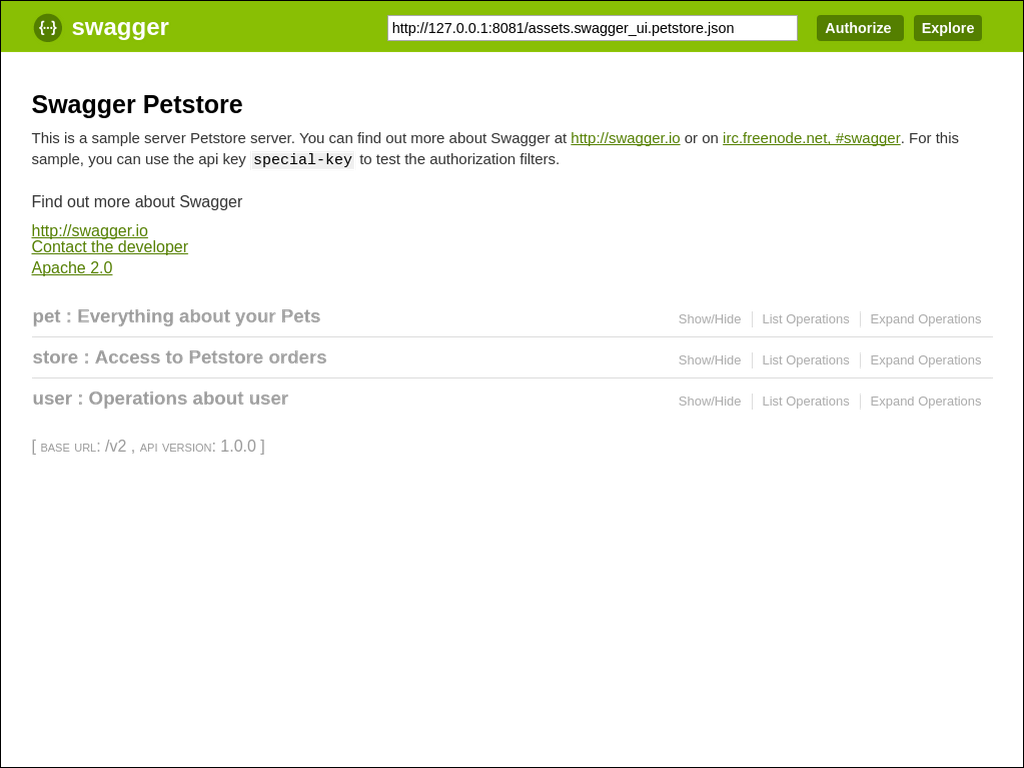 {···} swagger http://127.0.0.1:8081/assets.swagger_ui.petstore.json Authorize Explore
Swagger Petstore
This is a sample server Petstore server. You can find out more about Swagger at http://swagger.io or on irc.freenode.net, #swagger. For this
sample, you can use the api key special-key to test the authorization filters.
Find out more about Swagger
http://swagger.io
Contact the developer
Apache 2.0
pet : Everything about your Pets Show/Hide List Operations Expand Operations
store : Access to Petstore orders Show/Hide List Operations Expand Operations
user : Operations about user Show/Hide List Operations Expand Operations
[ BASE URL: /v2 , API VERSION: 1.0.0 ]